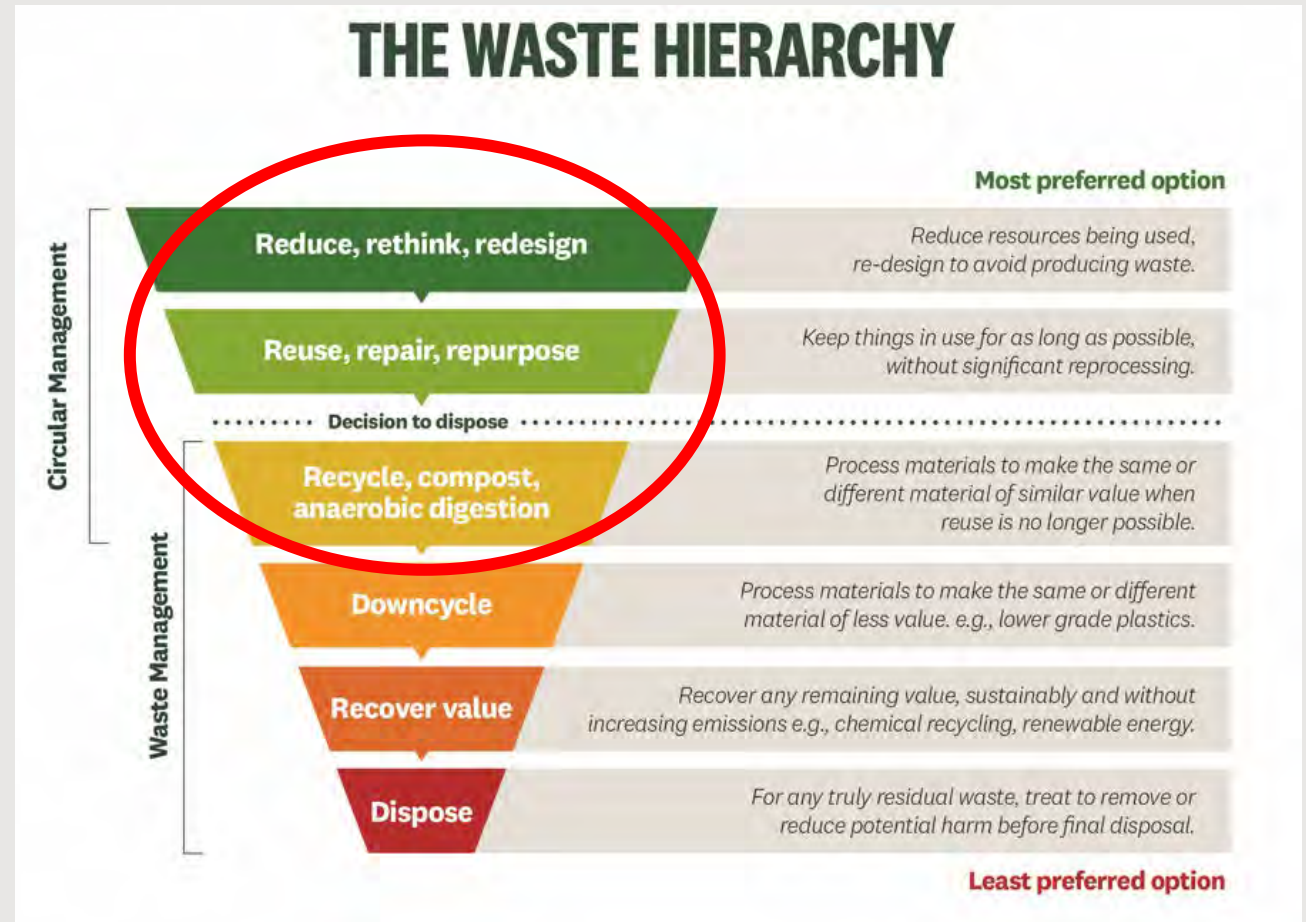 THE WASTE HIERARCHY
Most preferred option
Circular Management
Reduce, rethink, redesign
Reduce resources being used,
re-design to avoid producing waste.
Reuse, repair, repurpose
Keep things in use for as long as possible,
without significant reprocessing.
Decision to dispose
Waste Management
Recycle, compost,
anaerobic digestion
Process materials to make the same or
different material of similar value when
reuse is no longer possible.
Downcycle
Process materials to make the same or different
material of less value. e.g., lower grade plastics.
Recover value
Recover any remaining value, sustainably and without
increasing emissions e.g., chemical recycling, renewable energy.
Dispose
For any truly residual waste, treat to remove or
reduce potential harm before final disposal.
Least preferred option